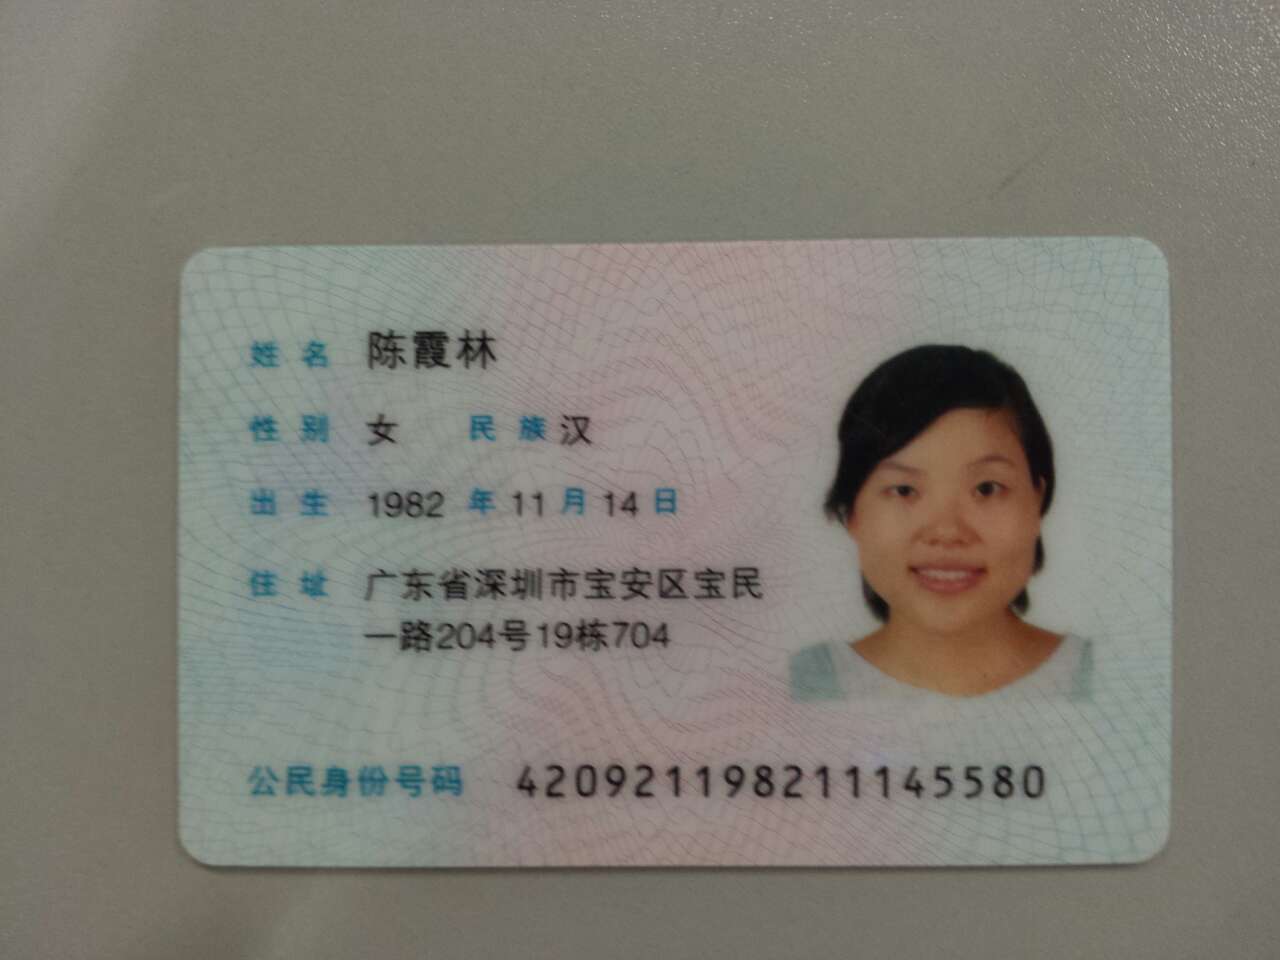 姓名 陈霞林
性别 女 民族 汉
出生 1982 年 11 月 14 日
住址 广东省深圳市宝安区宝民
一路204号19栋704
公民身份号码 420921198211145580